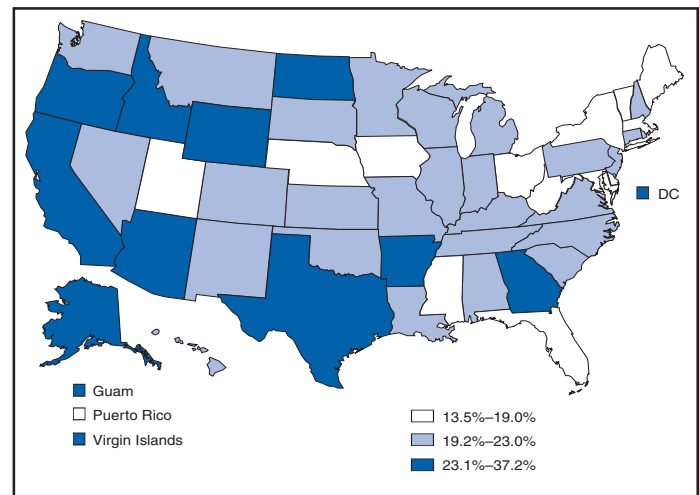 DC
Guam
Puerto Rico
Virgin Islands
13.5%–19.0%
19.2%–23.0%
23.1%–37.2%